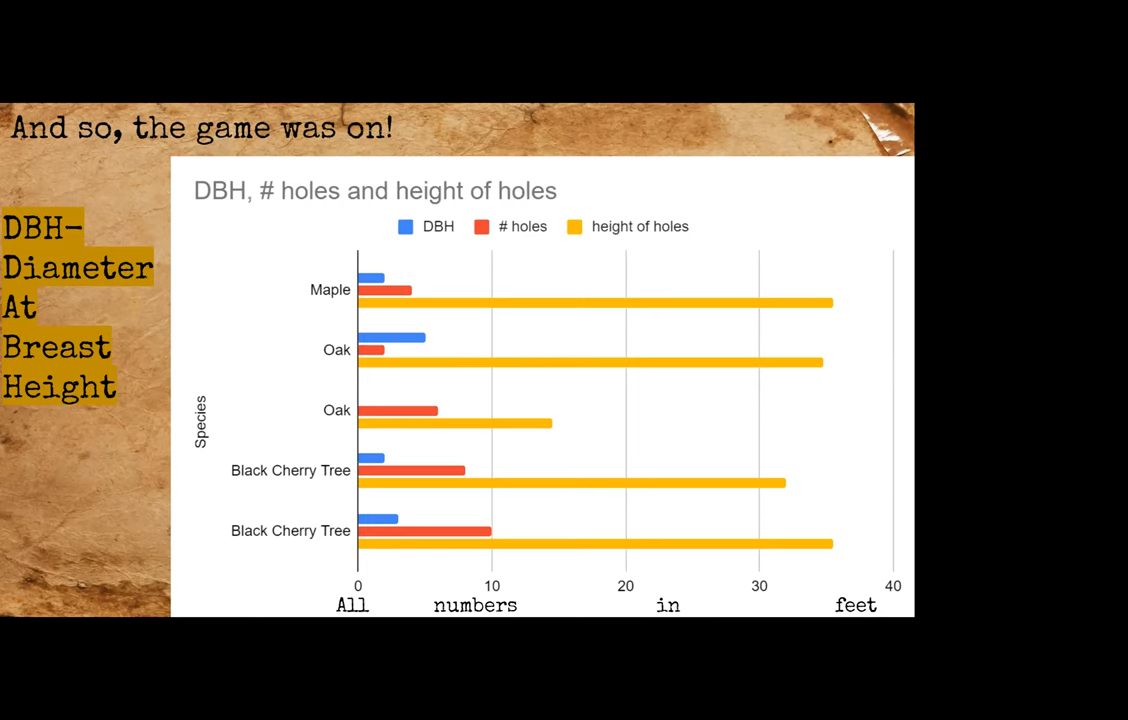 And so, the game was on!
DBH-
Diameter
At
Breast
Height
DBH, # holes and height of holes
DBH # holes height of holes
Species
Maple
Oak
Oak
Black Cherry Tree
Black Cherry Tree
0 10 20 30 40
All numbers in feet